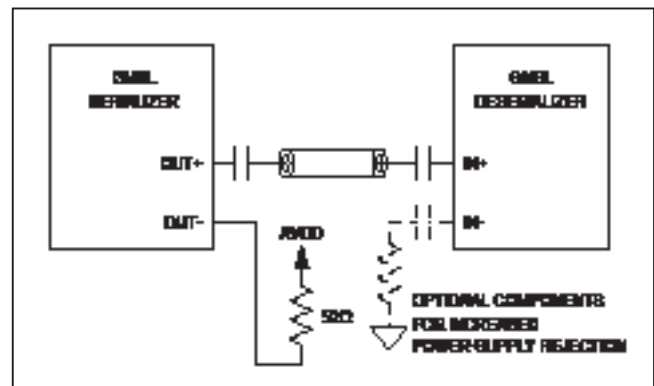 GMSL
SERIALIZER
GMSL
DESERIALIZER
OUT+
IN+
OUT-
IN-
AVDD
50Ω
OPTIONAL COMPONENTS
FOR INCREASED
POWER-SUPPLY REJECTION